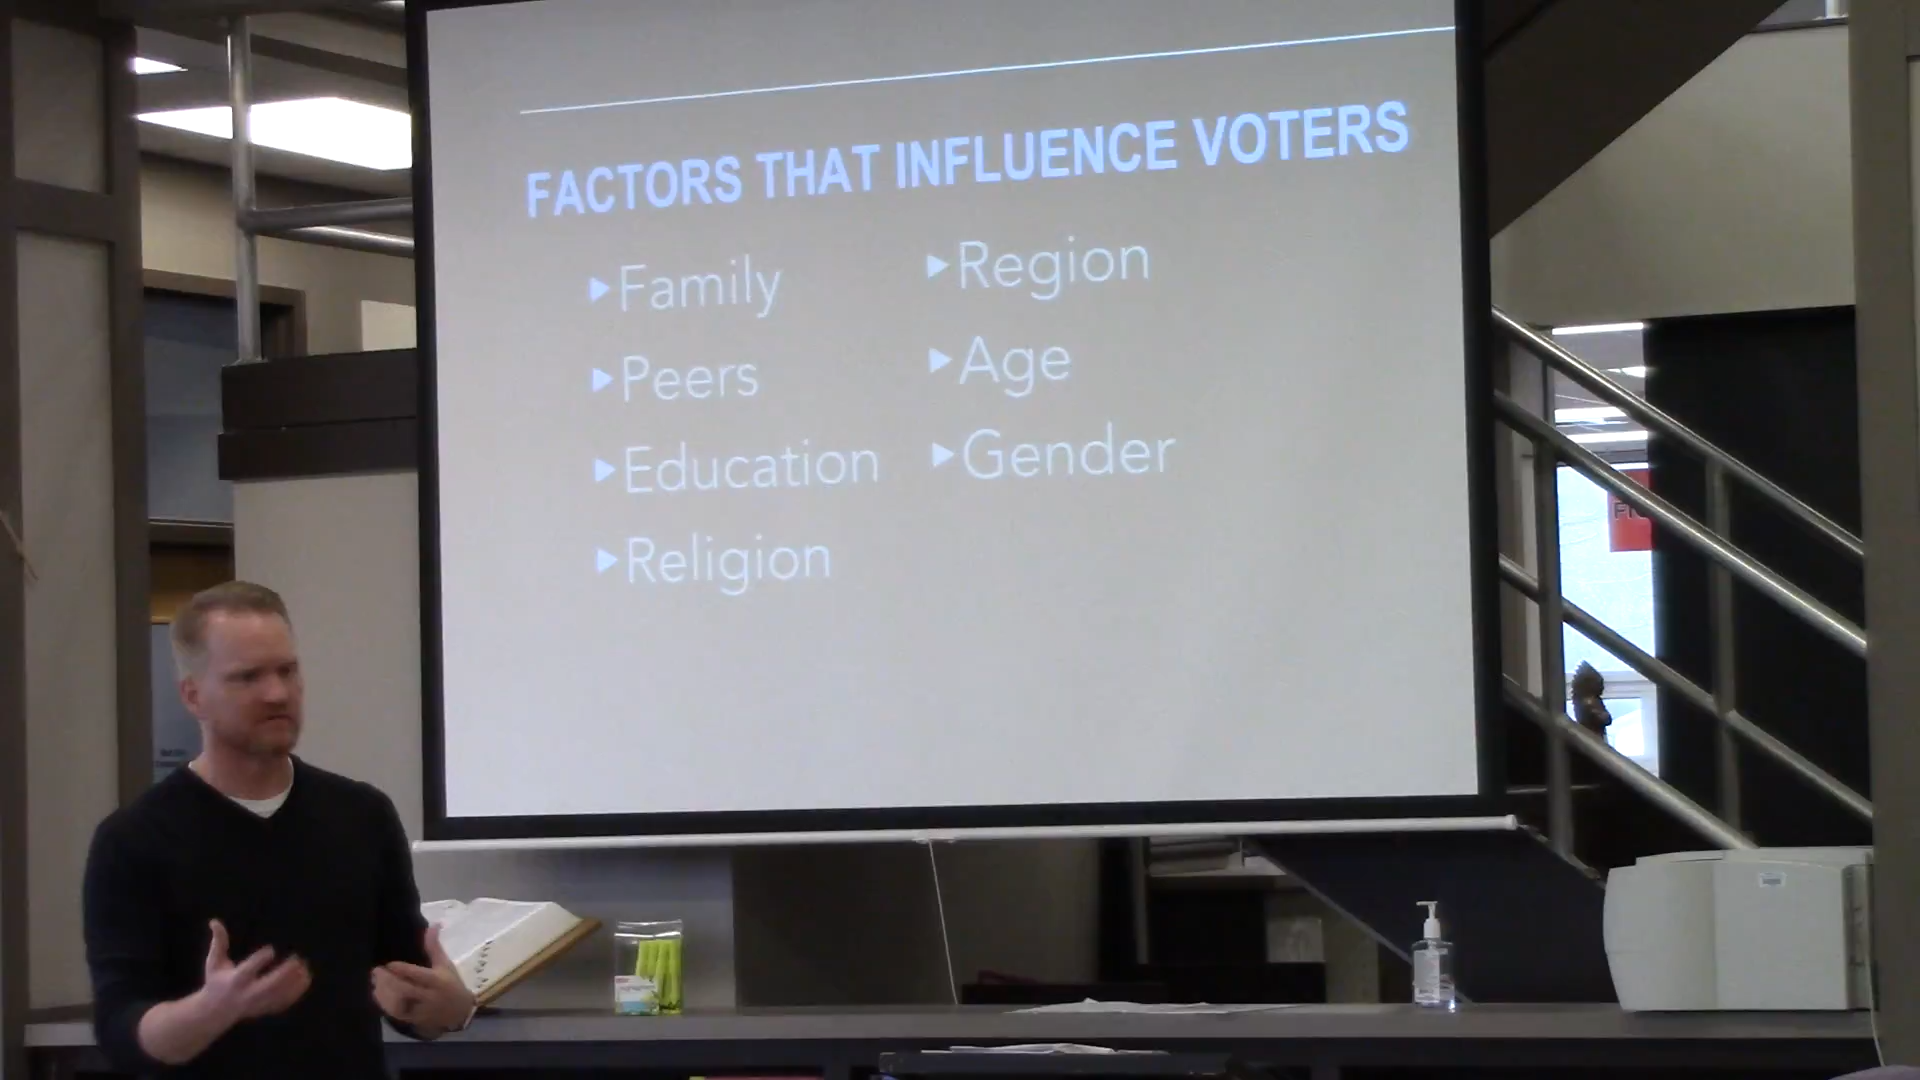 FACTORS THAT INFLUENCE VOTERS
Family
Peers
Education
Religion
Region
Age
Gender